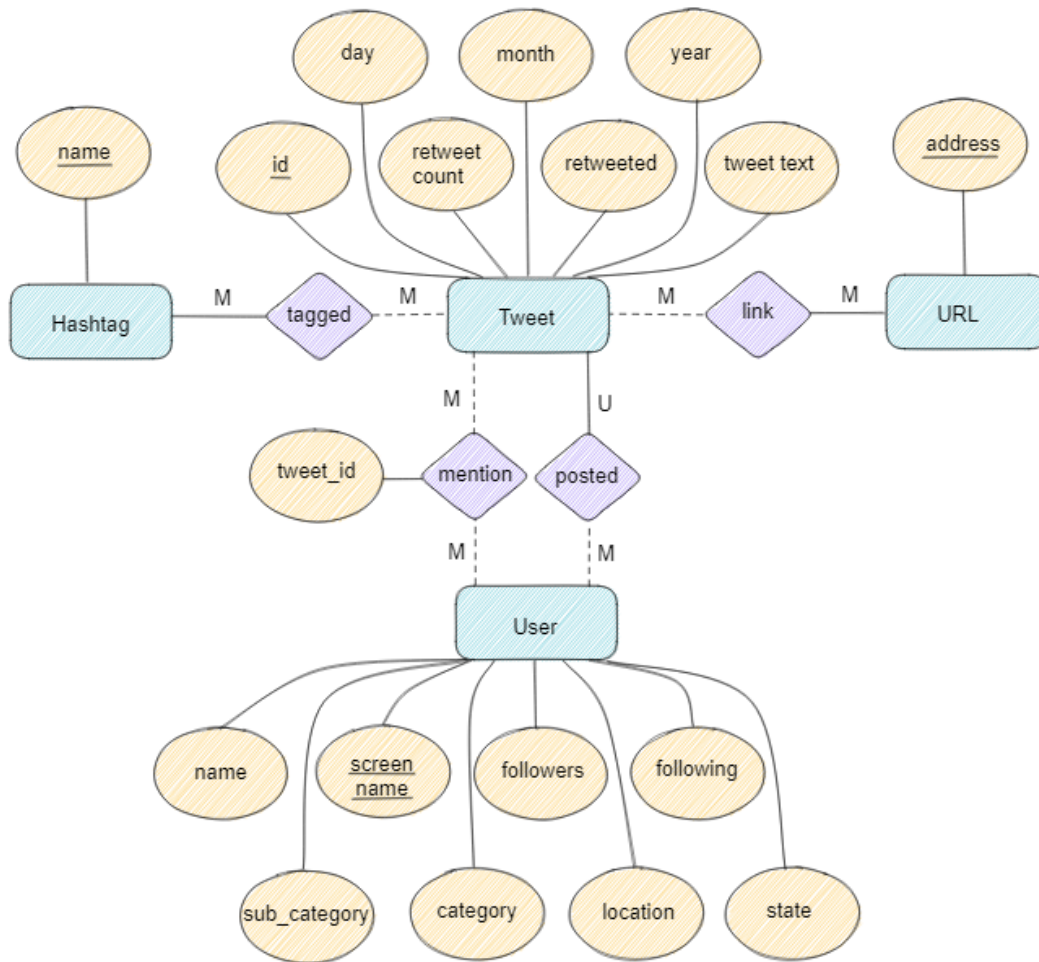 day
month
year
name
id
retweet
count
retweeted
tweet text
address
Hashtag
M
tagged
M
Tweet
M
link
M
URL
M
U
tweet_id
mention
posted
M
M
User
name
screen
name
followers
following
sub_category
category
location
state